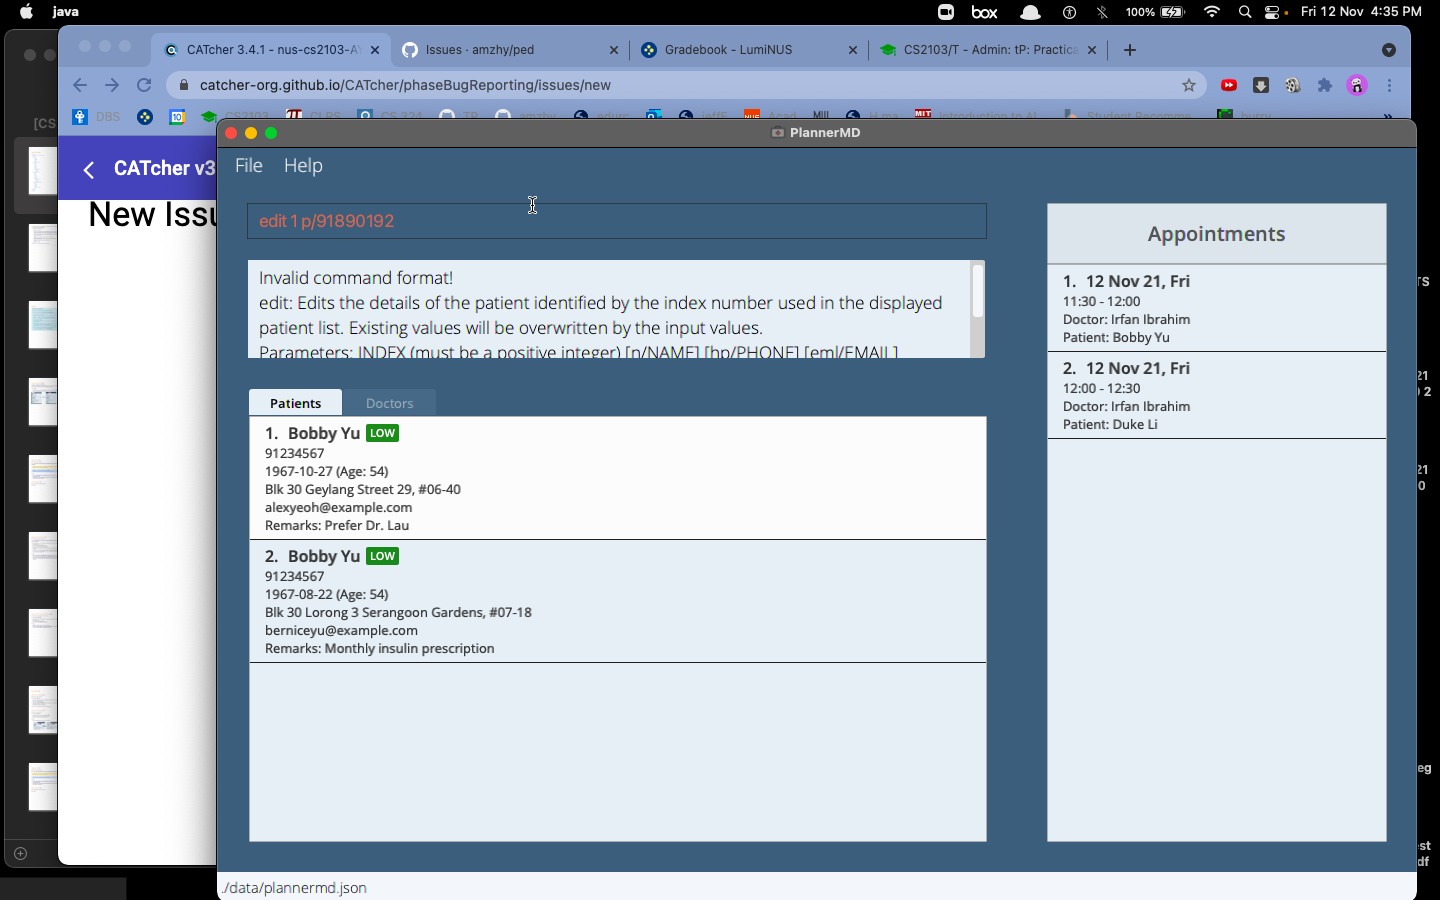 java
box
100%
Fri 12 Nov 4:35 PM
CATcher 3.4.1 - nus-cs2103-AY
Issues · amzhy/ped
Gradebook - LumiNUS
CS2103/T - Admin: tP: Practica
catcher-org.github.io/CATcher/phaseBugReporting/issues/new
DBS
[CS
PlannerMD
CATcher v3
File Help
New Issu
edit 1 p/91890192
Appointments
Invalid command format!
edit: Edits the details of the patient identified by the index number used in the displayed
patient list. Existing values will be overwritten by the input values.
Parameters: INDEX (must be a positive integer) [n/NAME] [hp/PHONE] [eml/EMAIL]
1. 12 Nov 21, Fri
11:30 - 12:00
Doctor: Irfan Ibrahim
Patient: Bobby Yu
2. 12 Nov 21, Fri
12:00 - 12:30
Doctor: Irfan Ibrahim
Patient: Duke Li
Patients
Doctors
1. Bobby Yu LOW
91234567
1967-10-27 (Age: 54)
Blk 30 Geylang Street 29, #06-40
alexyeoh@example.com
Remarks: Prefer Dr. Lau
2. Bobby Yu LOW
91234567
1967-08-22 (Age: 54)
Blk 30 Lorong 3 Serangoon Gardens, #07-18
berniceyu@example.com
Remarks: Monthly insulin prescription
./data/plannermd.json